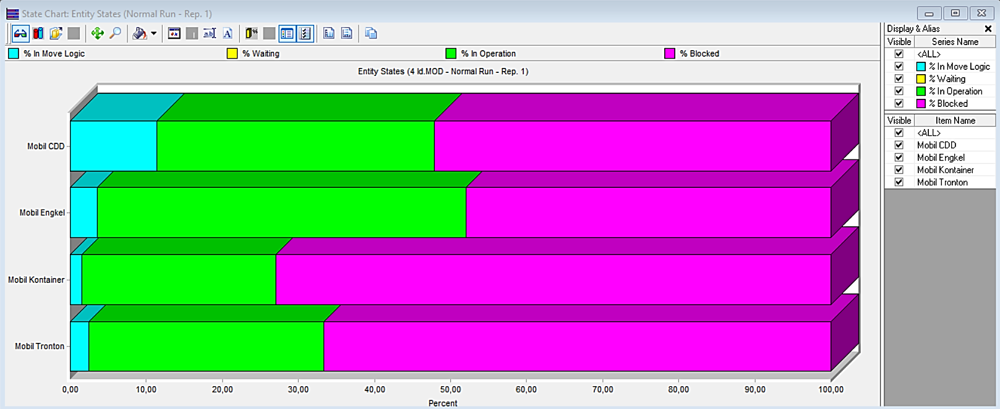 State Chart: Entity States (Normal Run - Rep. 1)
% In Move Logic
% Waiting
% In Operation
% Blocked
Entity States (4 ld.MOD - Normal Run - Rep. 1)
Mobil CDD
Mobil Engkel
Mobil Kontainer
Mobil Tronton
0,00 10,00 20,00 30,00 40,00 50,00 60,00 70,00 80,00 90,00 100,00
Percent
Display & Alias
Visible Series Name
<ALL>
% In Move Logic
% Waiting
% In Operation
% Blocked
Visible Item Name
<ALL>
Mobil CDD
Mobil Engkel
Mobil Kontainer
Mobil Tronton